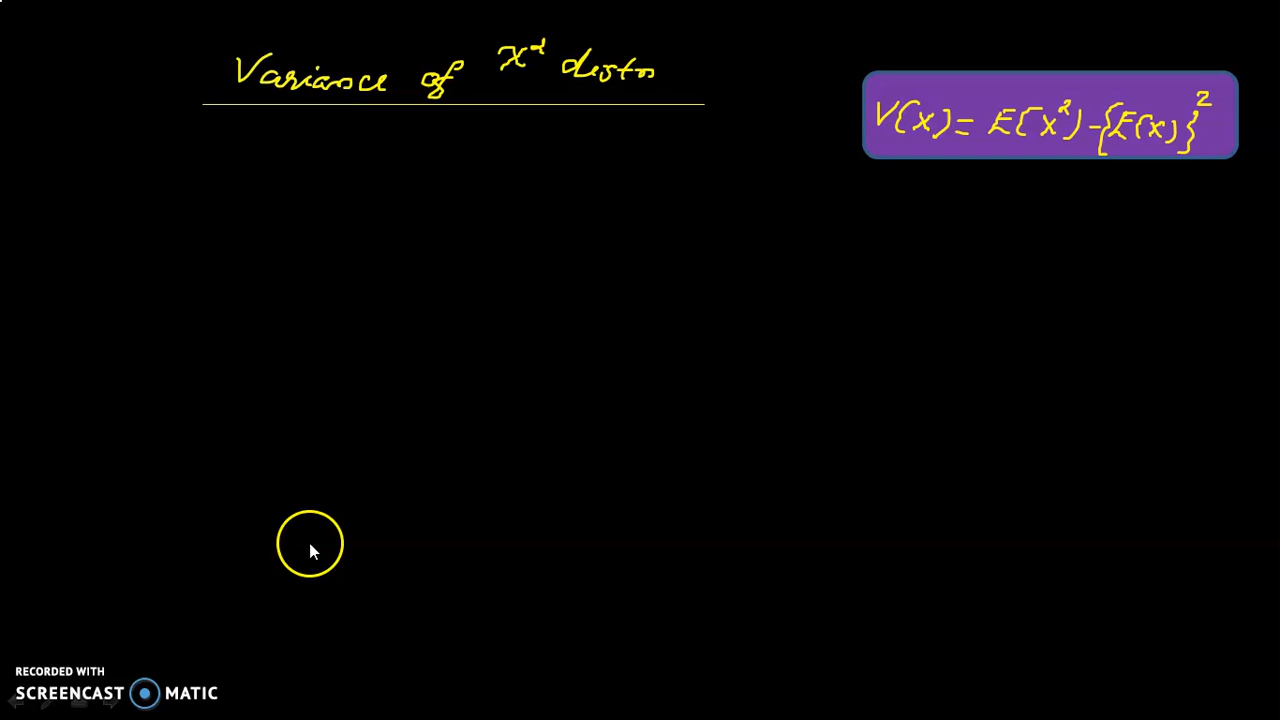 Variance of χ² distn
V(x) = E(x²) - {E(x)}²
RECORDED WITH
SCREENCAST MATIC